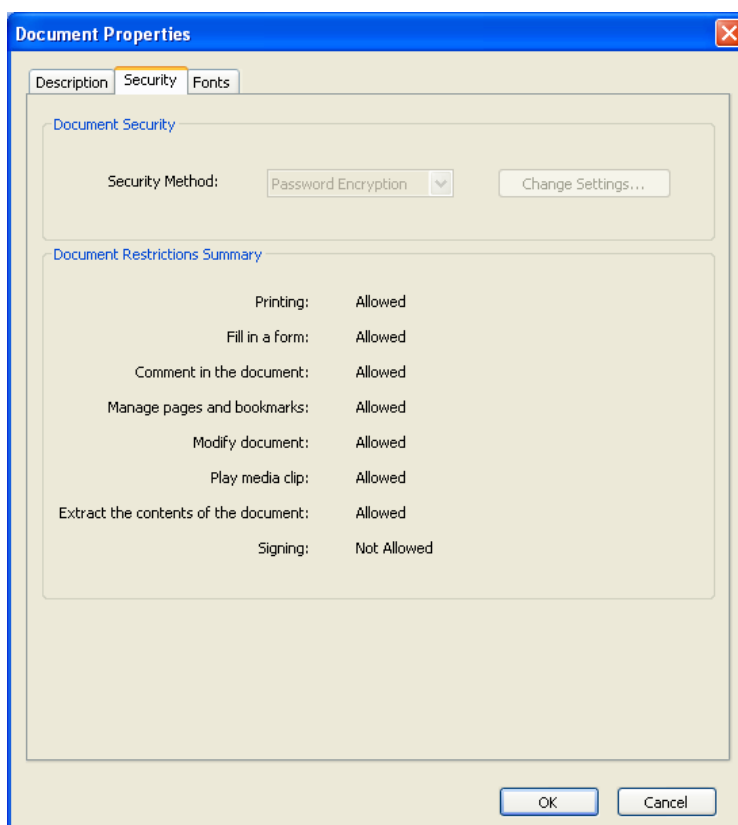 Document Properties
Description Security Fonts
Document Security
Security Method: Password Encryption Change Settings...
Document Restrictions Summary
Printing: Allowed
Fill in a form: Allowed
Comment in the document: Allowed
Manage pages and bookmarks: Allowed
Modify document: Allowed
Play media clip: Allowed
Extract the contents of the document: Allowed
Signing: Not Allowed
OK Cancel